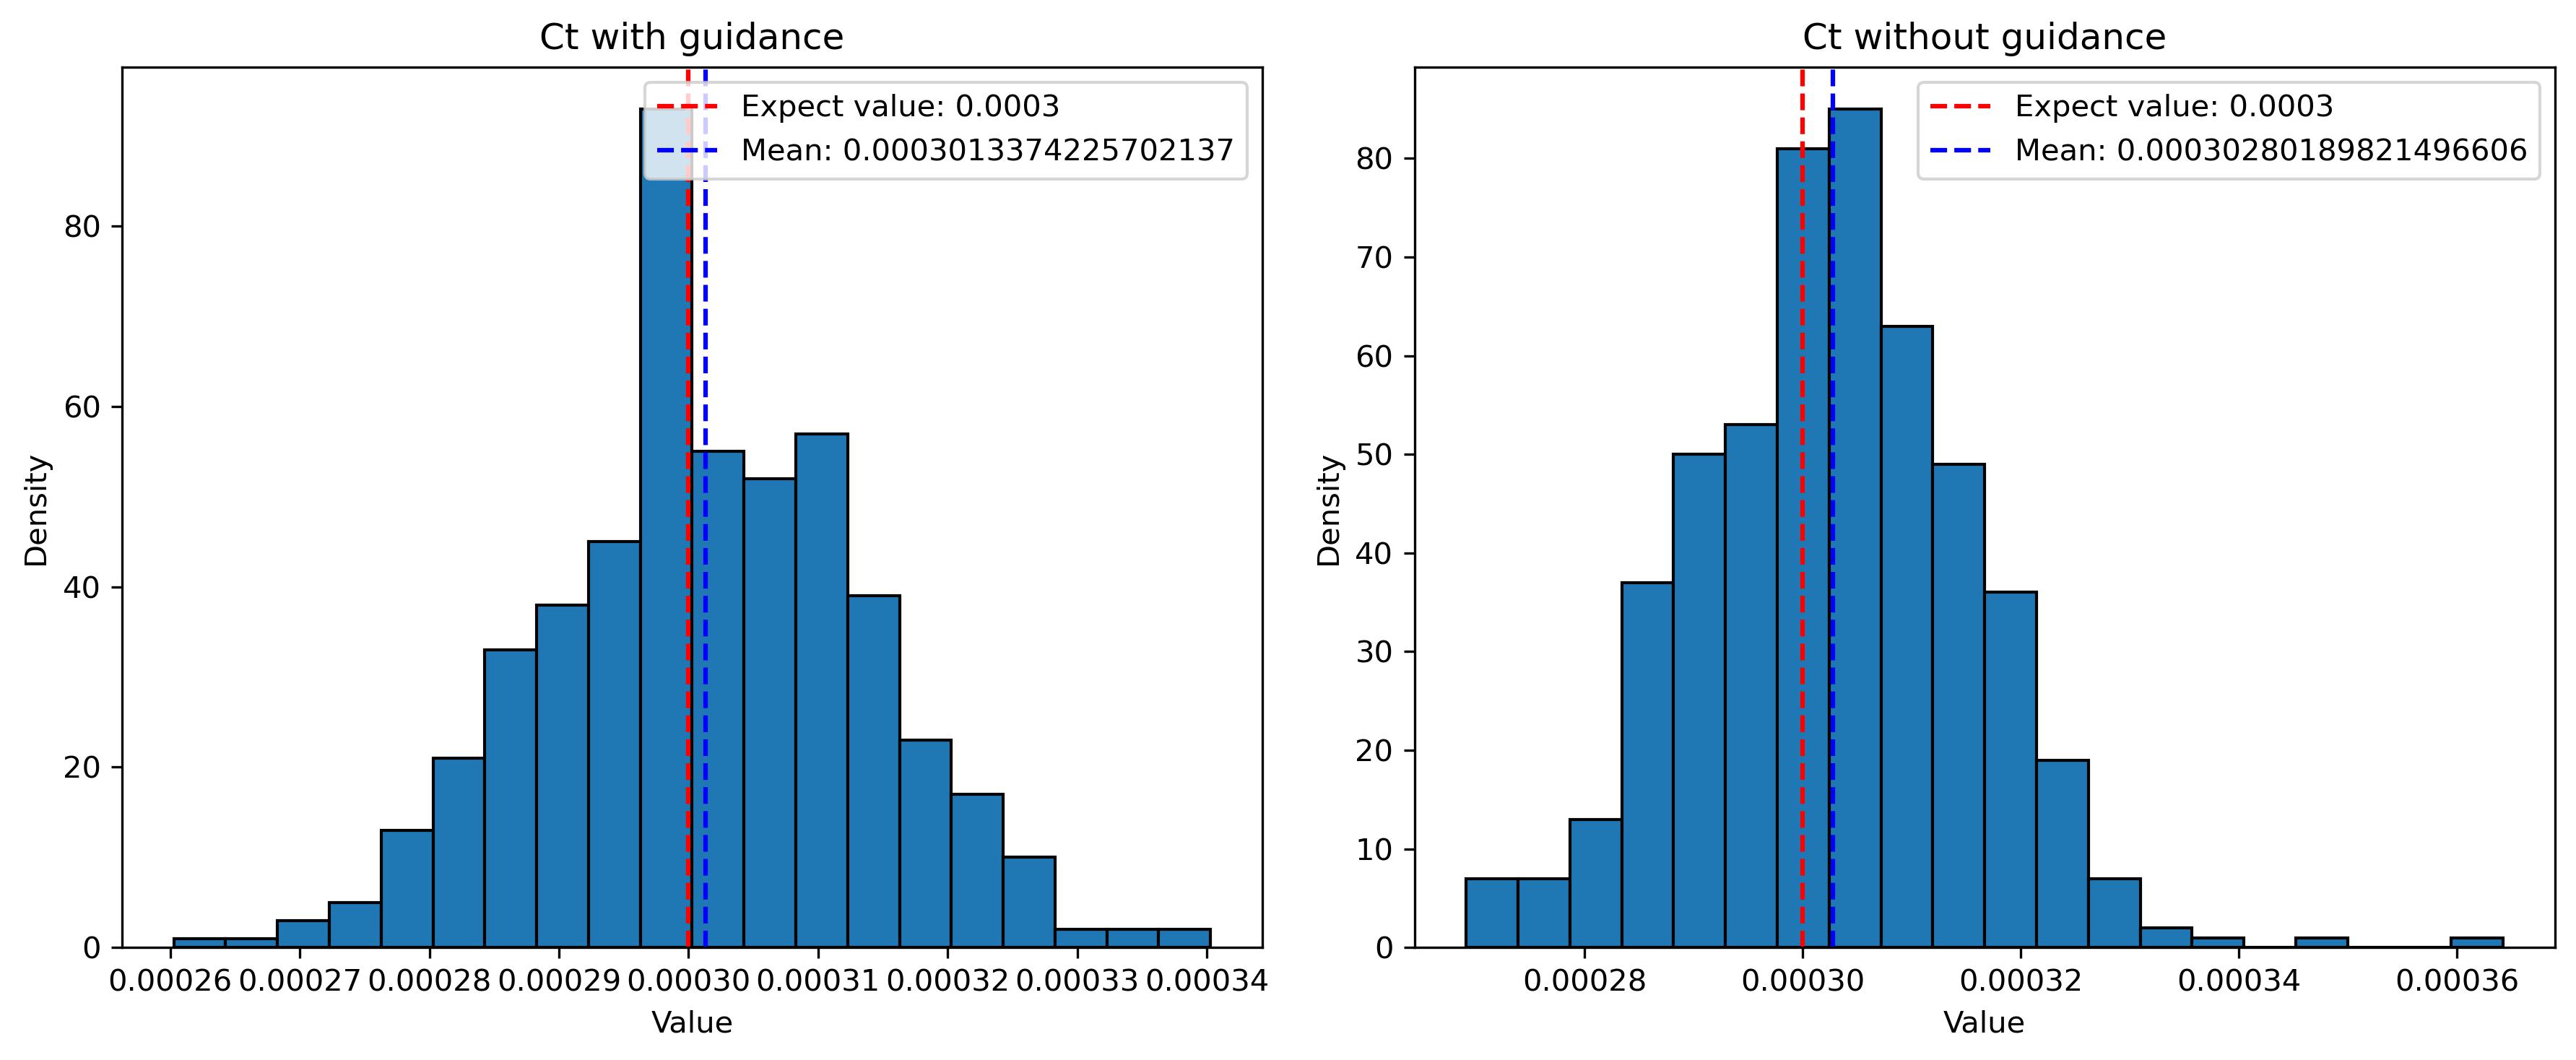 Ct with guidance
Expect value: 0.0003
Mean: 0.0003013374225702137
Density
80
60
40
20
0
0.00026 0.00027 0.00028 0.00029 0.00030 0.00031 0.00032 0.00033 0.00034
Value
Ct without guidance
Expect value: 0.0003
Mean: 0.00030280189821496606
Density
80
70
60
50
40
30
20
10
0
0.00028 0.00030 0.00032 0.00034 0.00036
Value